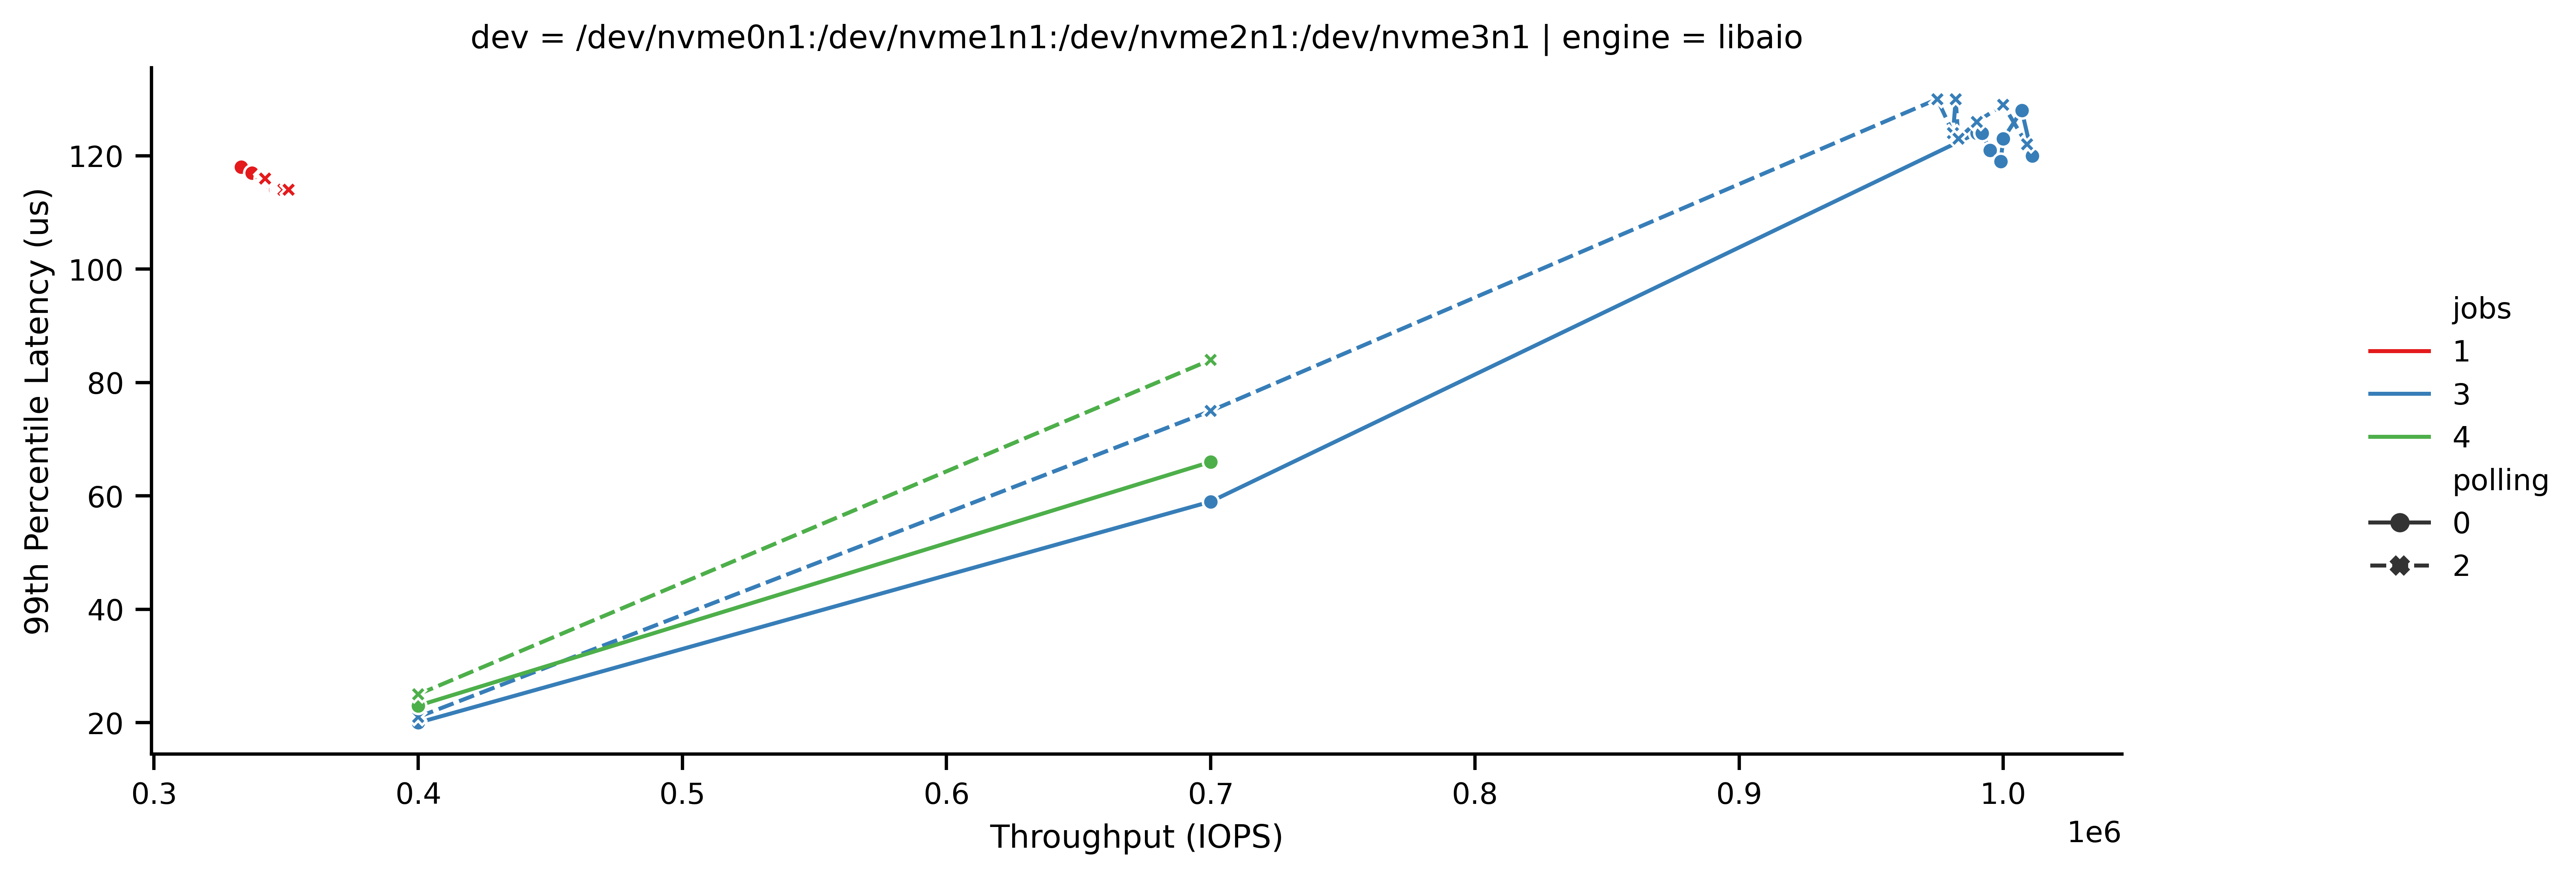 dev = /dev/nvme0n1:/dev/nvme1n1:/dev/nvme2n1:/dev/nvme3n1 | engine = libaio
99th Percentile Latency (us)
120
100
80
60
40
20
0.3 0.4 0.5 0.6 0.7 0.8 0.9 1.0
1e6
Throughput (IOPS)
jobs
1
3
4
polling
0
2